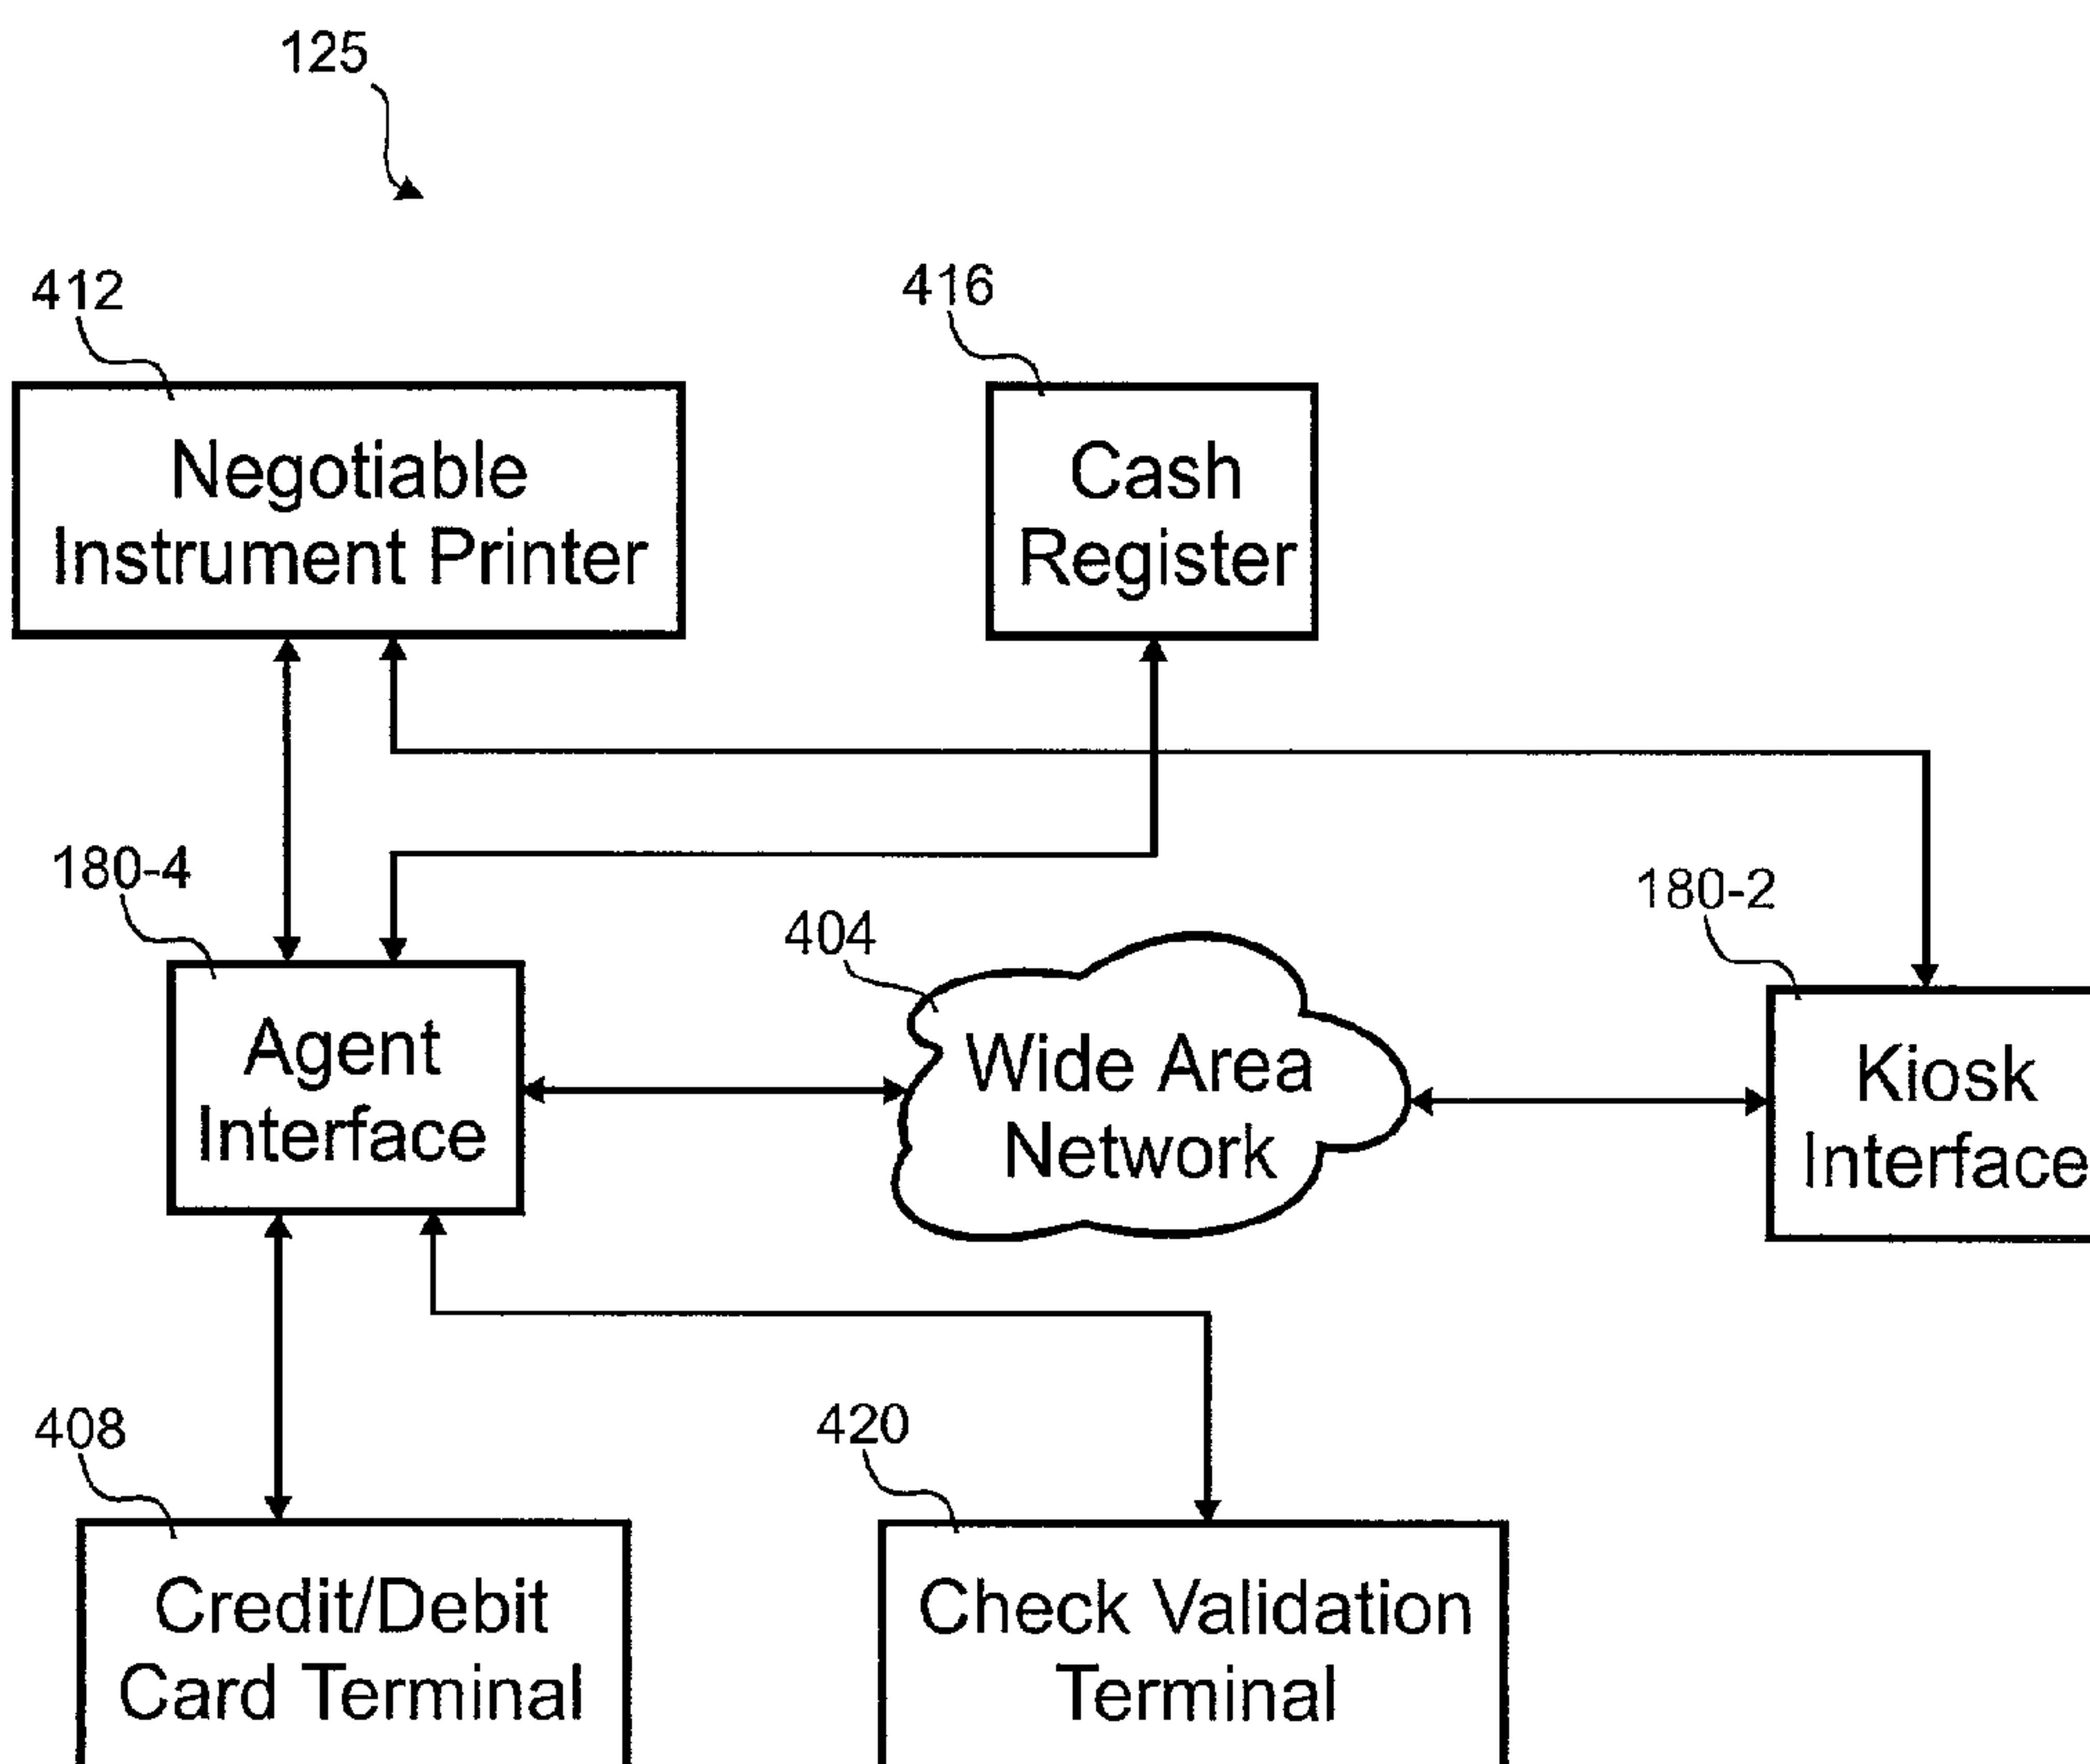 125
412
416
Negotiable
Instrument Printer
Cash
Register
180-4
404
180-2
Agent
Interface
Wide Area
Network
Kiosk
Interface
408
420
Credit/Debit
Card Terminal
Check Validation
Terminal